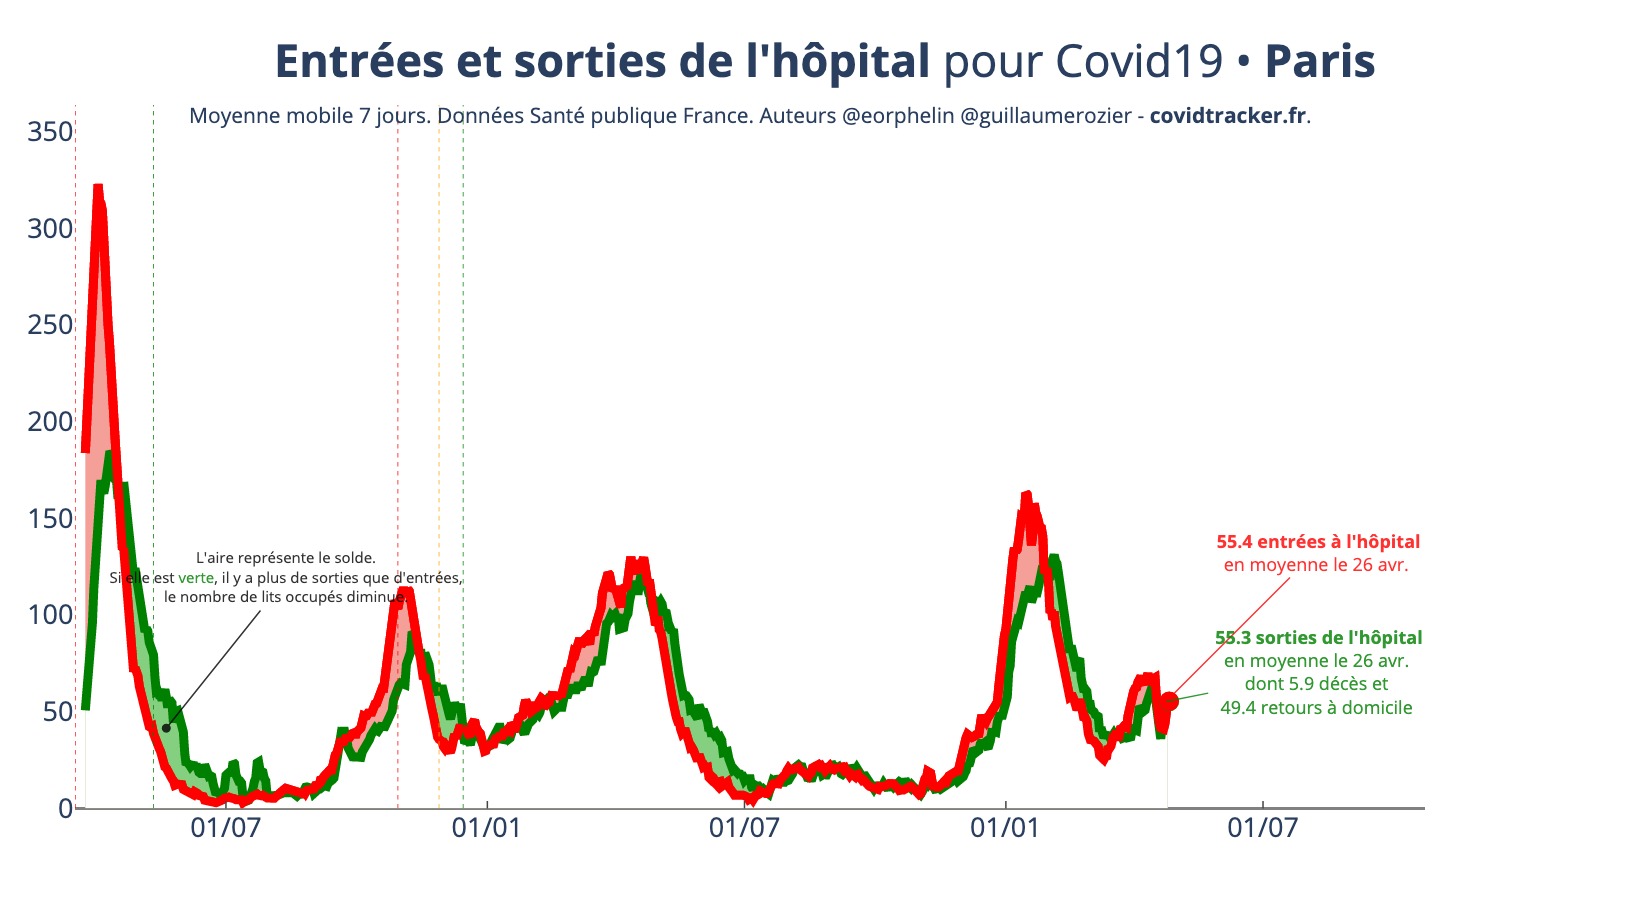 Entrées et sorties de l'hôpital pour Covid19 • Paris
Moyenne mobile 7 jours. Données Santé publique France. Auteurs @eorphelin @guillaumerozier - covidtracker.fr.
350
300
250
200
150
100
50
0
L'aire représente le solde.
Si elle est verte, il y a plus de sorties que d'entrées,
le nombre de lits occupés diminue.
55.4 entrées à l'hôpital
en moyenne le 26 avr.
55.3 sorties de l'hôpital
en moyenne le 26 avr.
dont 5.9 décès et
49.4 retours à domicile
01/07 01/01 01/07 01/01 01/07